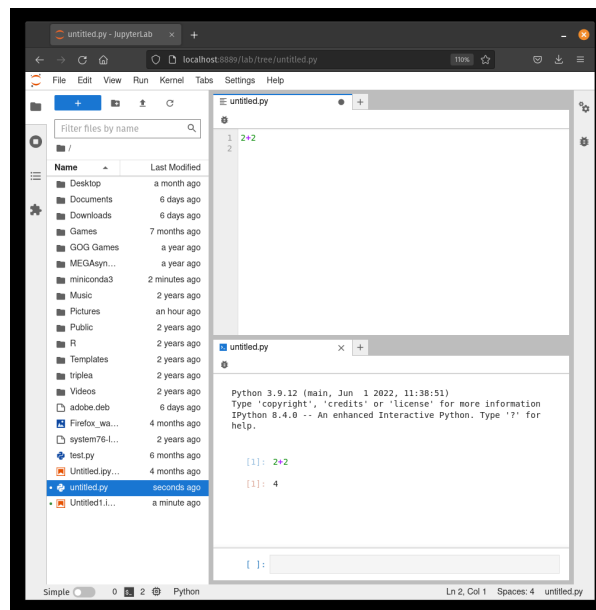 untitled.py - JupyterLab
localhost:8889/lab/tree/untitled.py 110%
File Edit View Run Kernel Tabs Settings Help
Filter files by name
/
Name Last Modified
Desktop a month ago
Documents 6 days ago
Downloads 6 days ago
Games 7 months ago
GOG Games a year ago
MEGAsyn… a year ago
miniconda3 2 minutes ago
Music 2 years ago
Pictures an hour ago
Public 2 years ago
R 2 years ago
Templates 2 years ago
triplea 2 years ago
Videos 2 years ago
adobe.deb 6 days ago
Firefox_wa… 4 months ago
system76-l… 2 years ago
test.py 6 months ago
Untitled.ipy… 4 months ago
untitled.py seconds ago
Untitled1.i… a minute ago
untitled.py
1 2+2
2
untitled.py
Python 3.9.12 (main, Jun 1 2022, 11:38:51)
Type 'copyright', 'credits' or 'license' for more information
IPython 8.4.0 -- An enhanced Interactive Python. Type '?' for
help.
[1]: 2+2
[1]: 4
[ ]:
Simple 0 2 Python Ln 2, Col 1 Spaces: 4 untitled.py